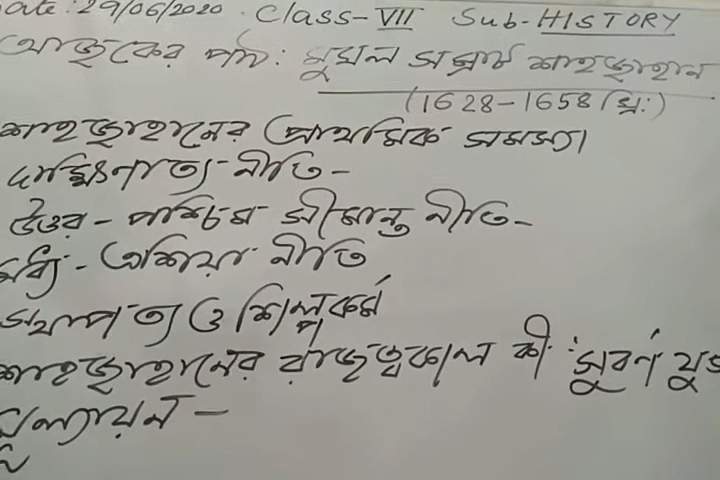 Date: 29/06/2020 Class-VII Sub-HISTORY
আজকের পাঠ: মুঘল সম্রাট শাহজাহান
(1628-1658 খ্রি:)
শাহজাহানের প্রাথমিক সমস্যা
দাক্ষিণাত্য নীতি-
উত্তর-পশ্চিম সীমান্ত নীতি-
মধ্য-এশিয়া নীতি
স্থাপত্য ও শিল্পকর্ম
শাহজাহানের রাজত্বকাল কী সুবর্ণ যুগ
মূল্যায়ন-